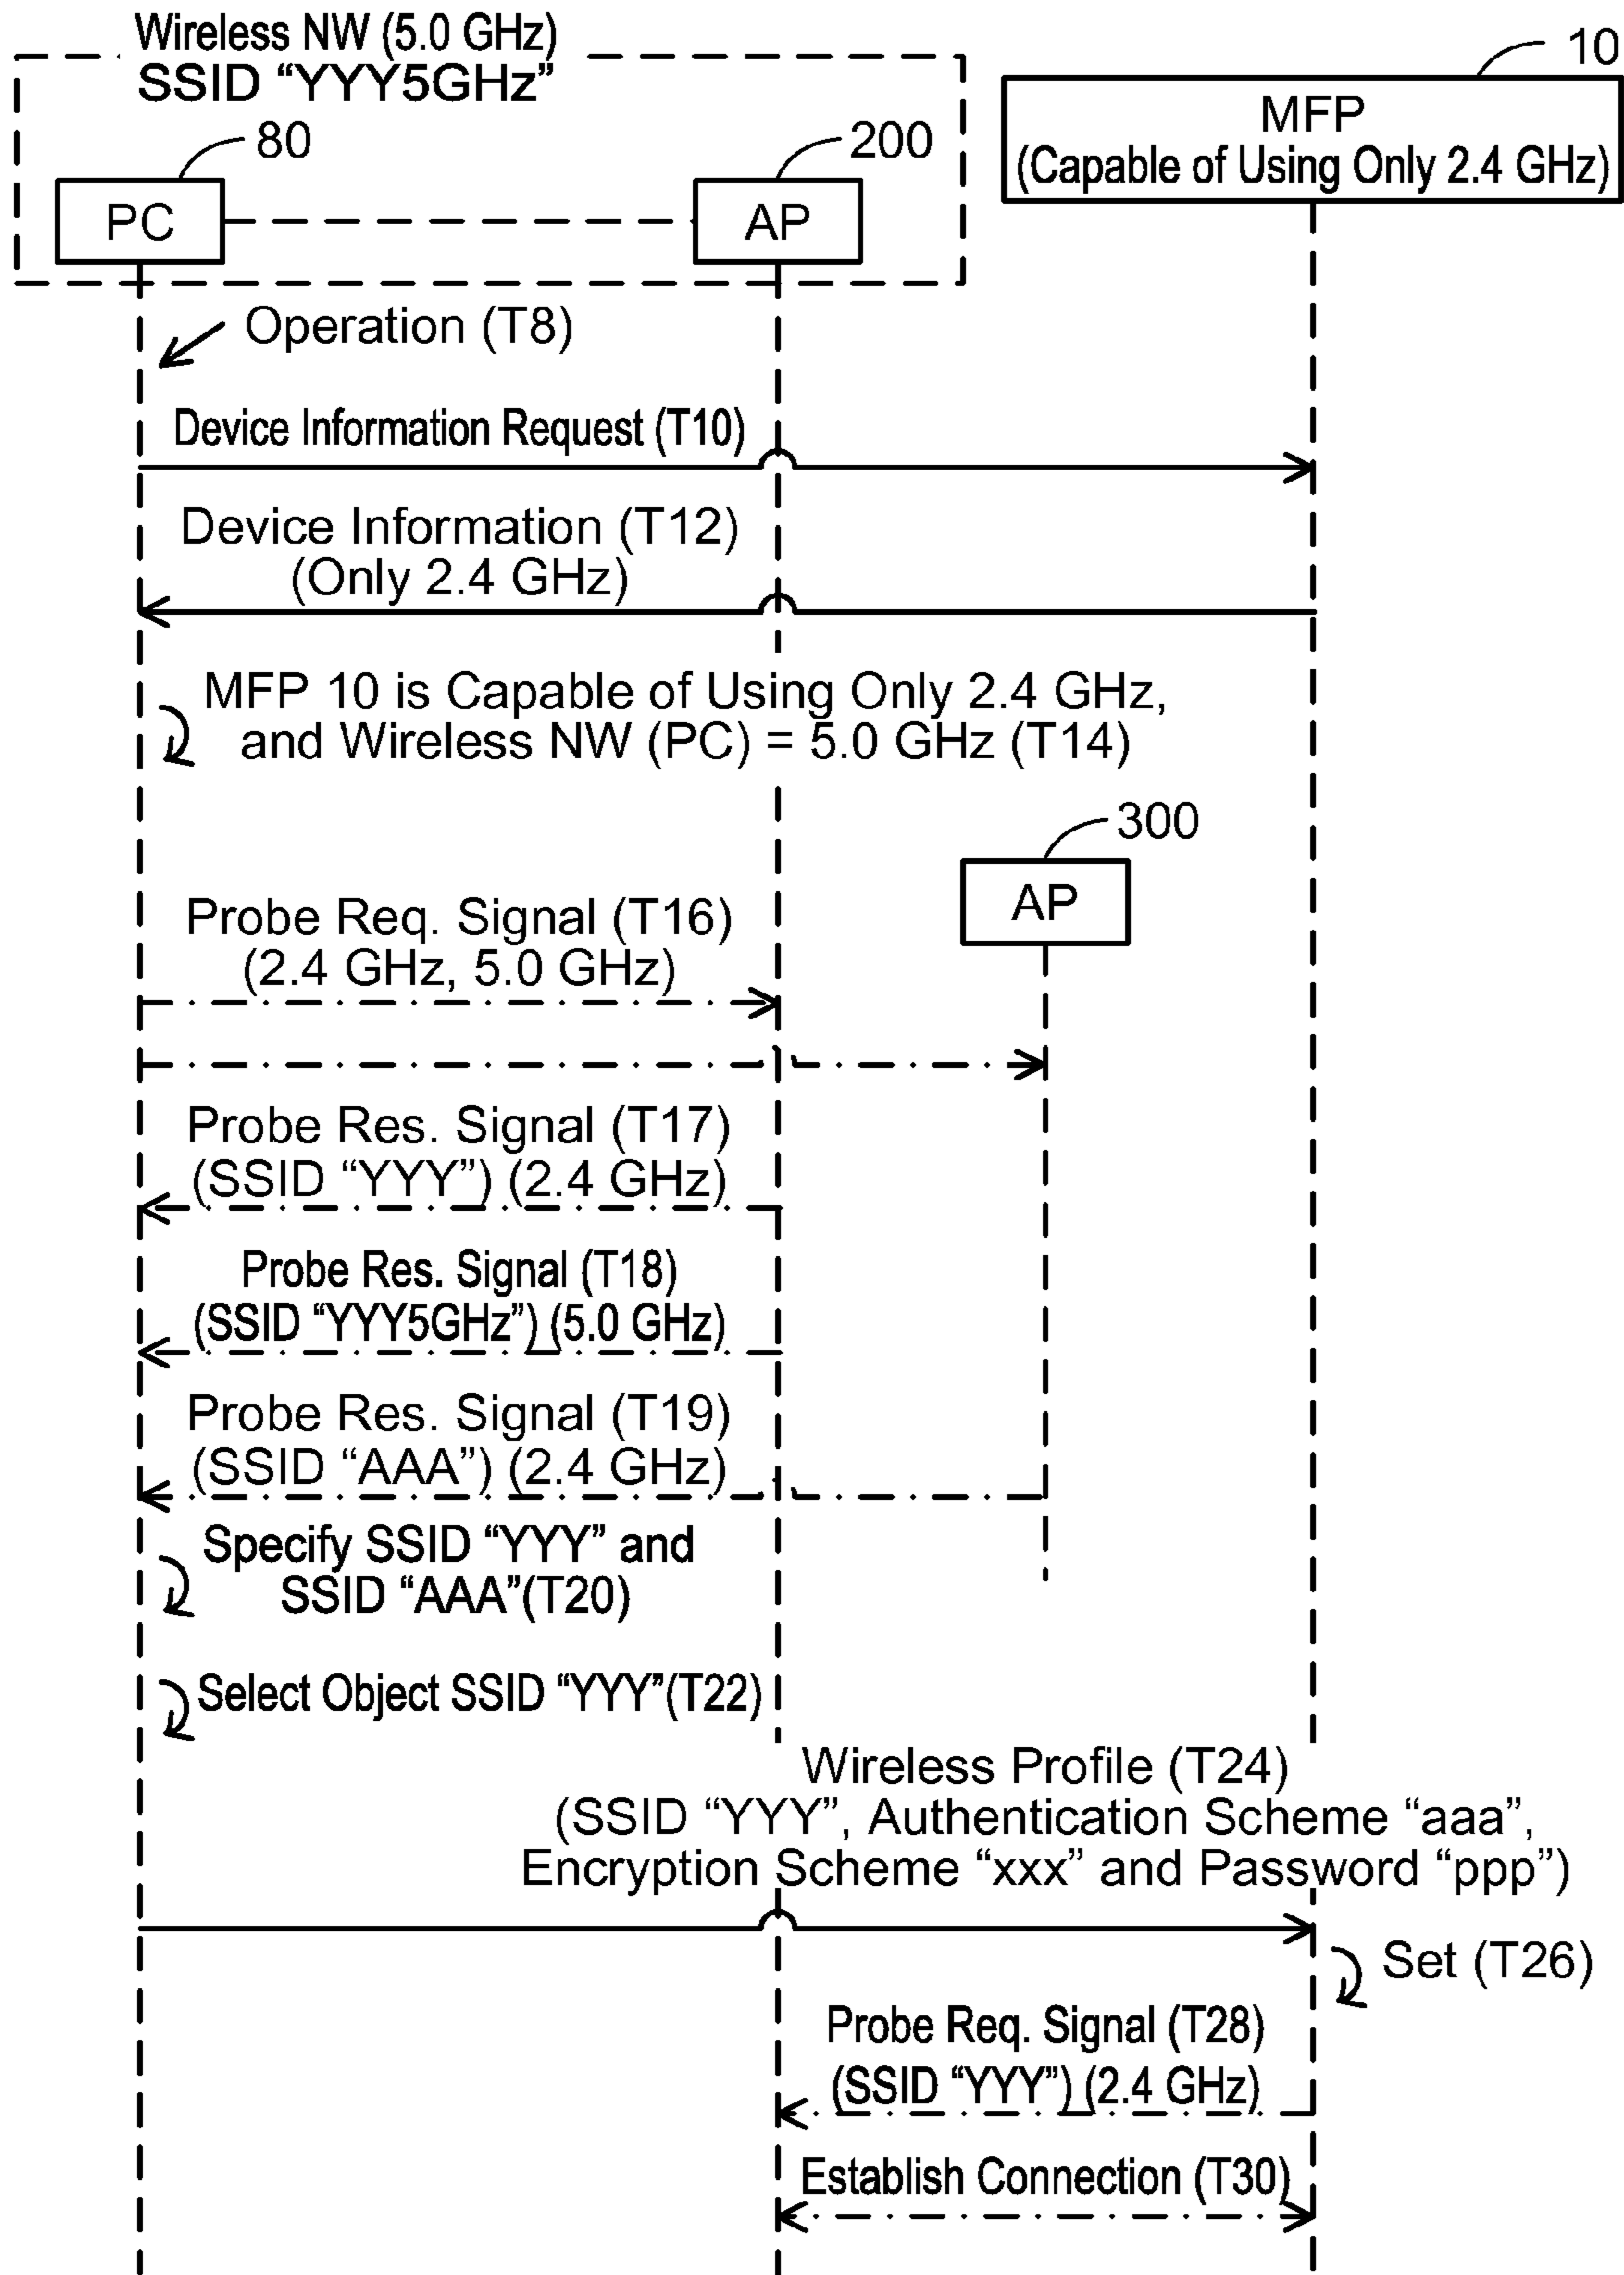 Wireless NW (5.0 GHz)
SSID “YYY5GHz”
10
MFP
(Capable of Using Only 2.4 GHz)
80
200
PC
AP
Operation (T8)
Device Information Request (T10)
Device Information (T12)
(Only 2.4 GHz)
MFP 10 is Capable of Using Only 2.4 GHz,
and Wireless NW (PC) = 5.0 GHz (T14)
300
AP
Probe Req. Signal (T16)
(2.4 GHz, 5.0 GHz)
Probe Res. Signal (T17)
(SSID “YYY”) (2.4 GHz)
Probe Res. Signal (T18)
(SSID “YYY5GHz”) (5.0 GHz)
Probe Res. Signal (T19)
(SSID “AAA”) (2.4 GHz)
Specify SSID “YYY” and
SSID “AAA”(T20)
Select Object SSID “YYY”(T22)
Wireless Profile (T24)
(SSID “YYY”, Authentication Scheme “aaa”,
Encryption Scheme “xxx” and Password “ppp”)
Set (T26)
Probe Req. Signal (T28)
(SSID “YYY”) (2.4 GHz)
Establish Connection (T30)